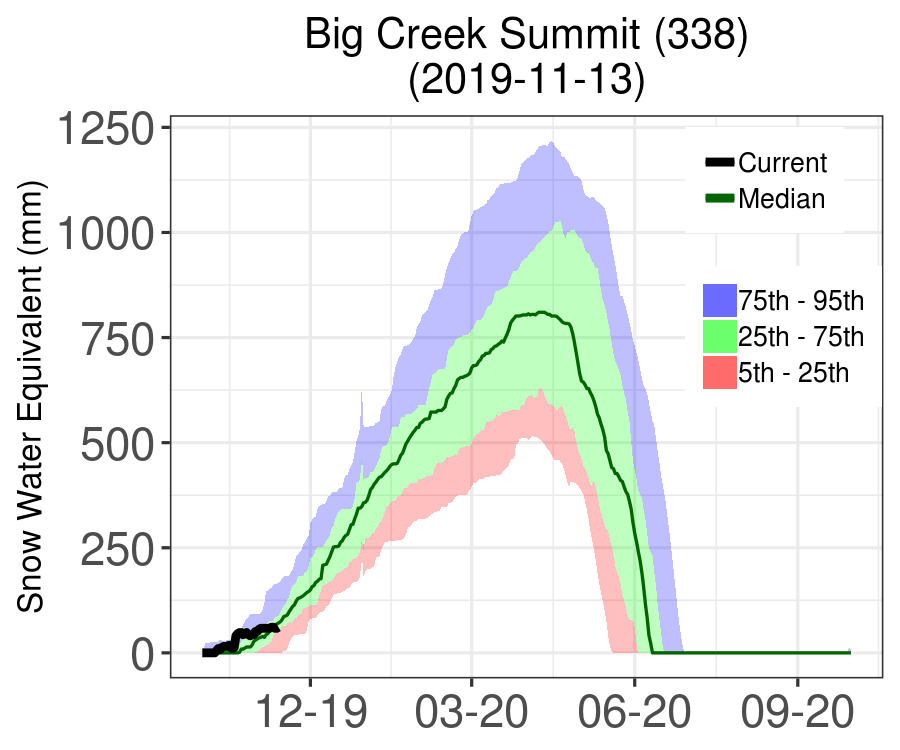 Big Creek Summit (338)
(2019-11-13)
Snow Water Equivalent (mm)
1250
1000
750
500
250
0
Current
Median
75th - 95th
25th - 75th
5th - 25th
12-19
03-20
06-20
09-20